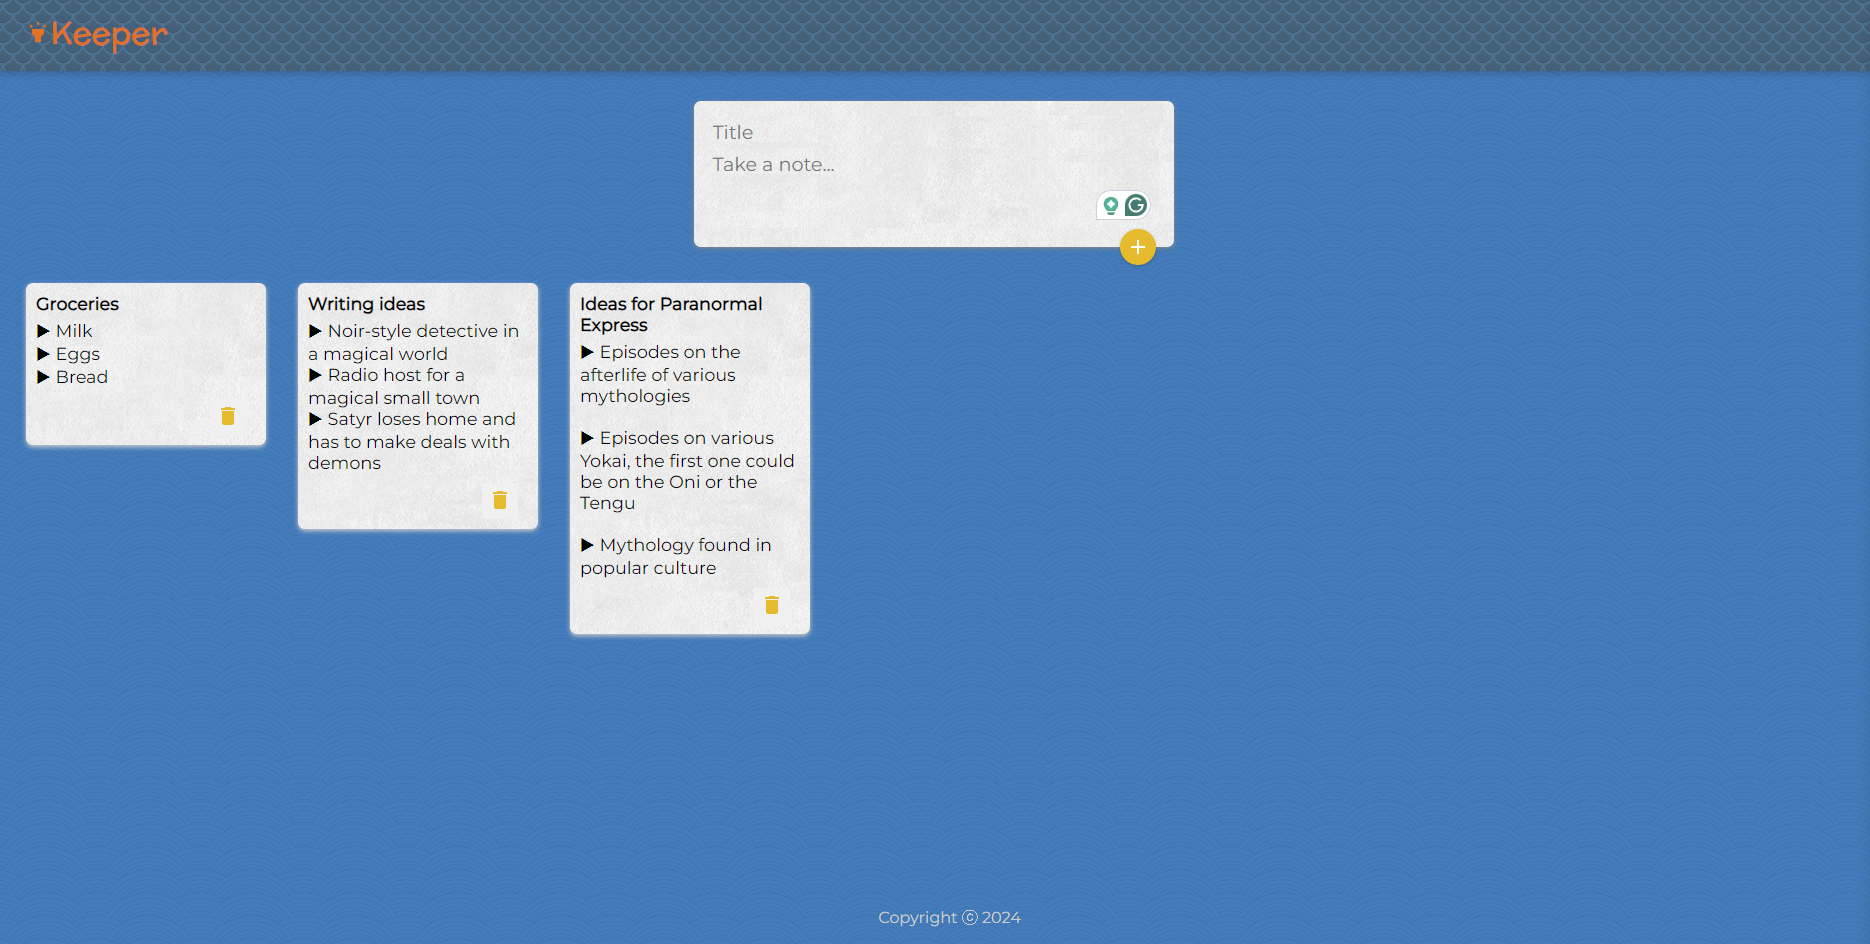 Keeper
Title
Take a note...
Groceries
▶ Milk
▶ Eggs
▶ Bread
Writing ideas
▶ Noir-style detective in
a magical world
▶ Radio host for a
magical small town
▶ Satyr loses home and
has to make deals with
demons
Ideas for Paranormal
Express
▶ Episodes on the
afterlife of various
mythologies
▶ Episodes on various
Yokai, the first one could
be on the Oni or the
Tengu
▶ Mythology found in
popular culture
Copyright ⓒ 2024